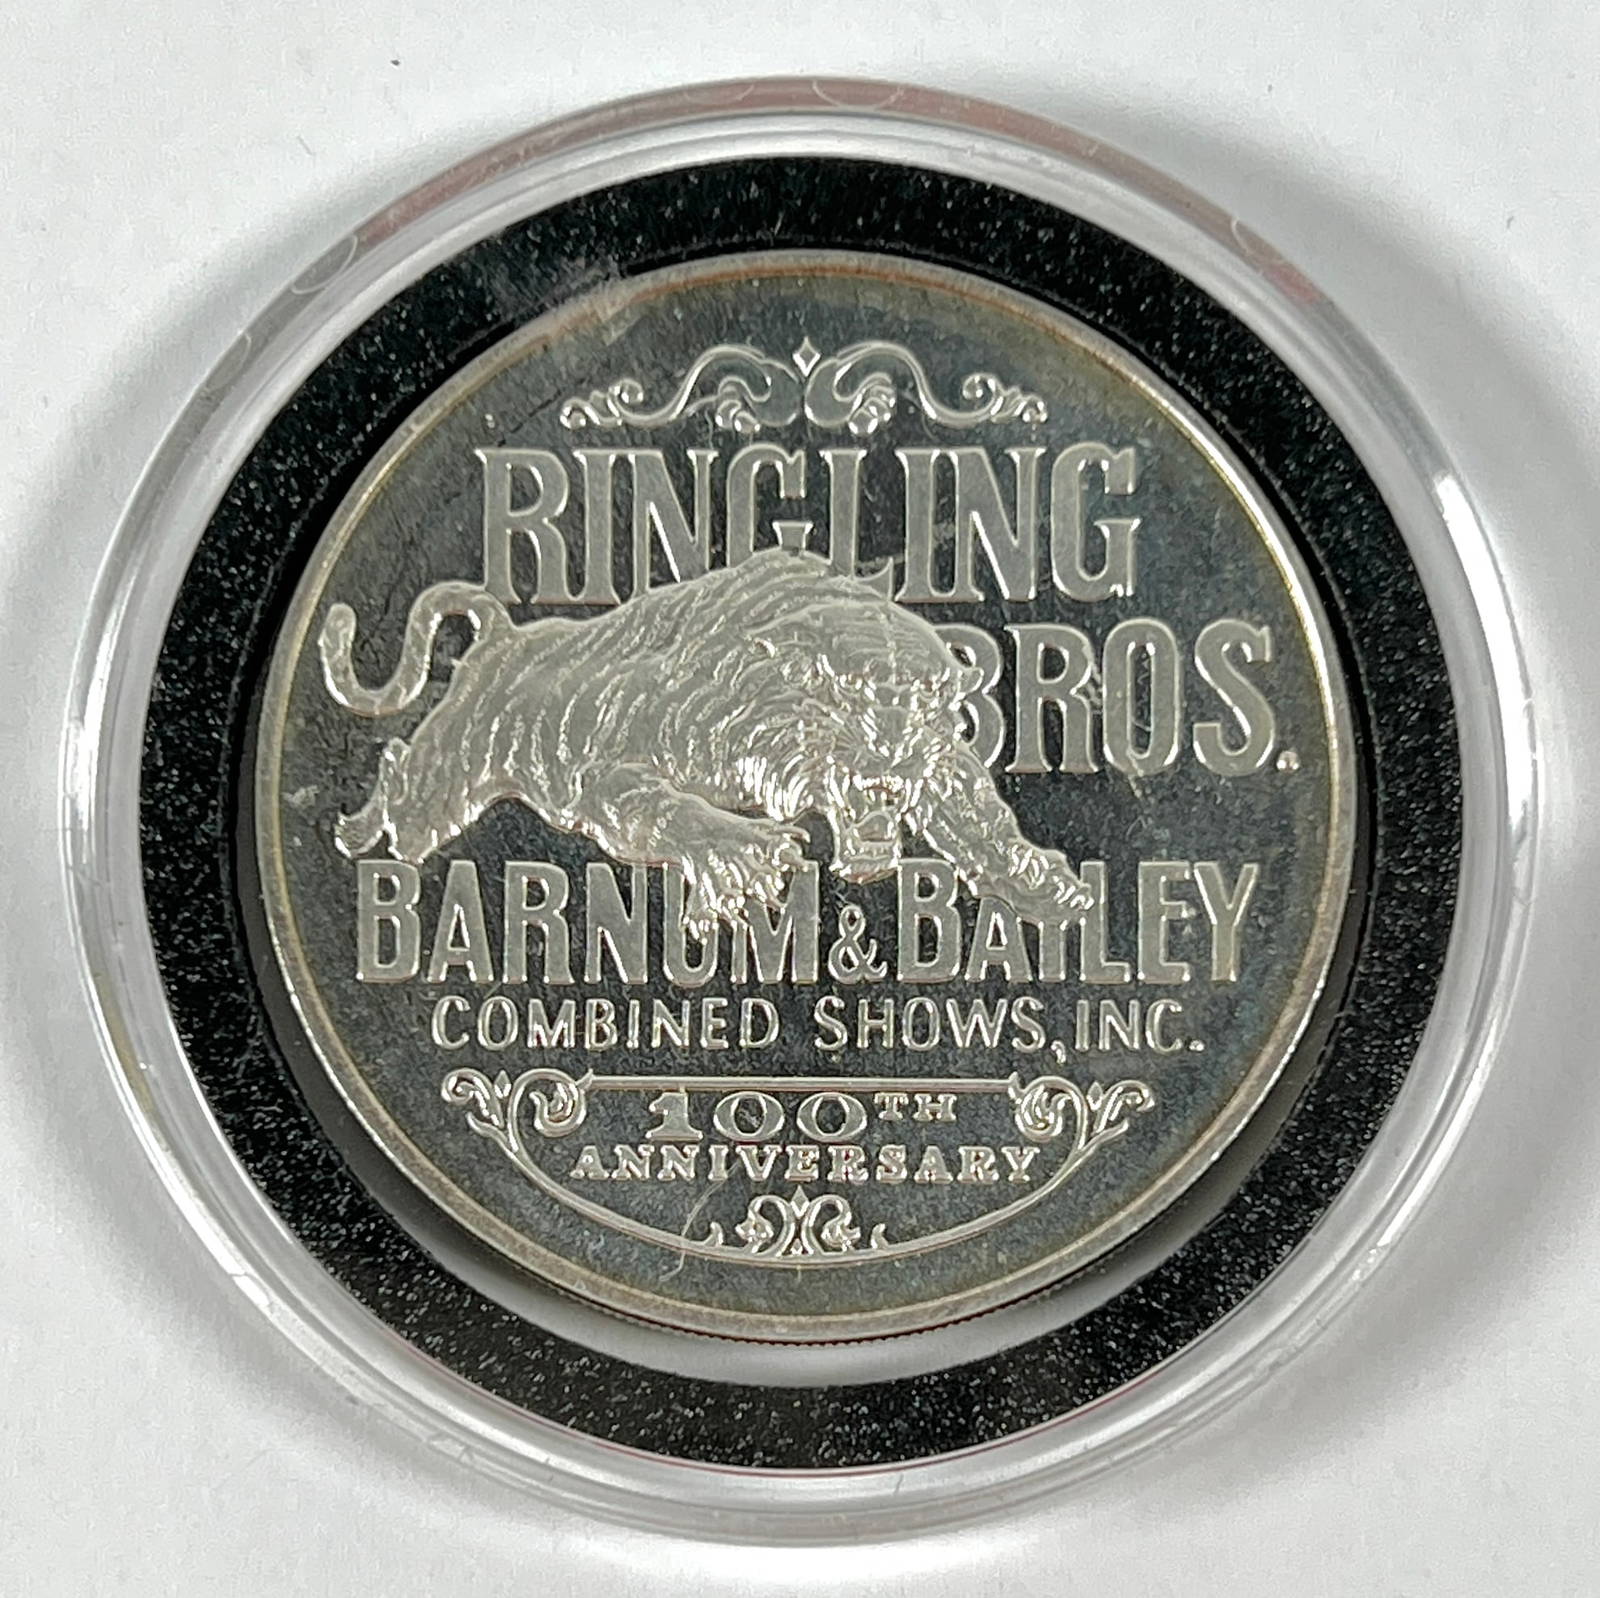 RINGLING
BROS.
BARNUM & BAILEY
COMBINED SHOWS, INC.
100TH
ANNIVERSARY